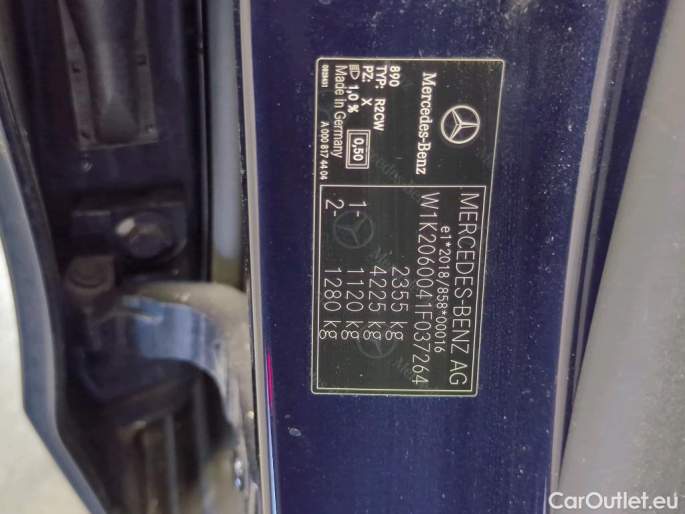 MERCEDES-BENZ AG
e1*2018/858*00016
W1K2060041F037264
2355 kg
4225 kg
1- 1120 kg
2- 1280 kg
Mercedes-Benz
890
TYP: R2CW
PZ: X
1,0 % 0,50
Made in Germany
A 000 817 44 04
CarOutlet.eu